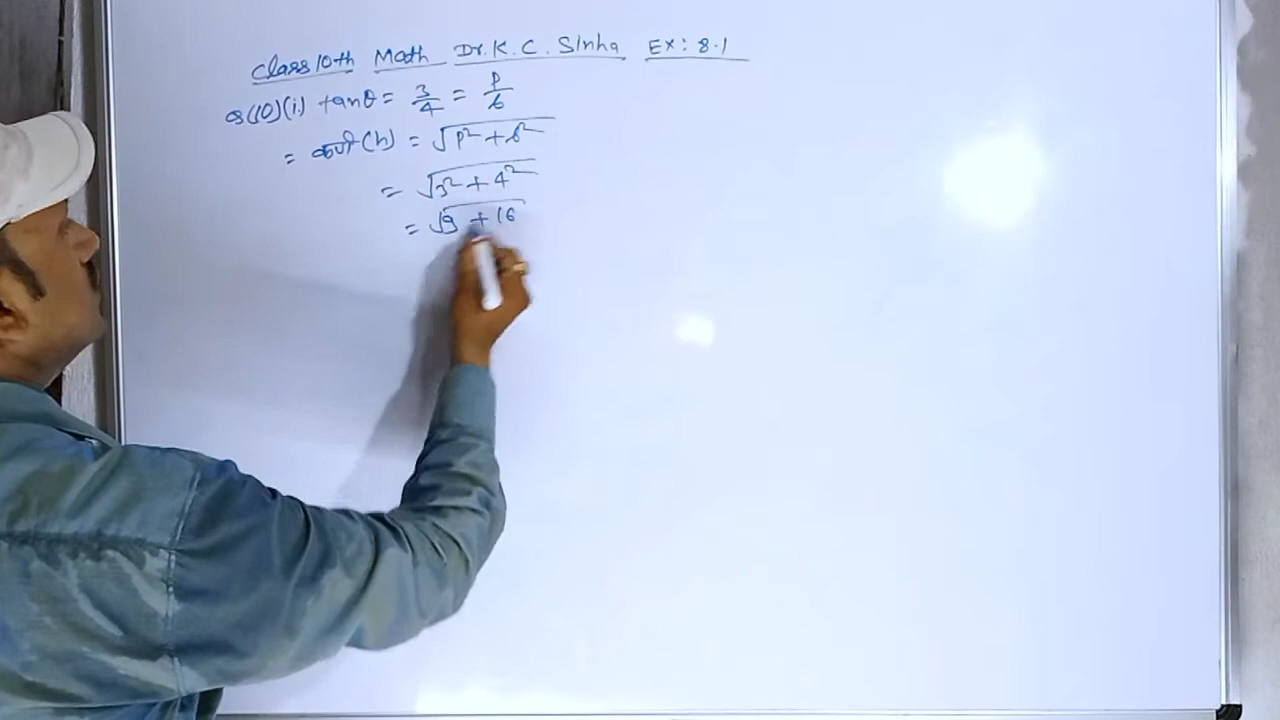 Class 10th Math Dr. K. C. Sinha Ex: 8.1
Q(10)(i) tanθ = 3/4 = P/b
= कर्ण (h) = √P² + b²
= √3² + 4²
= √9 + 16